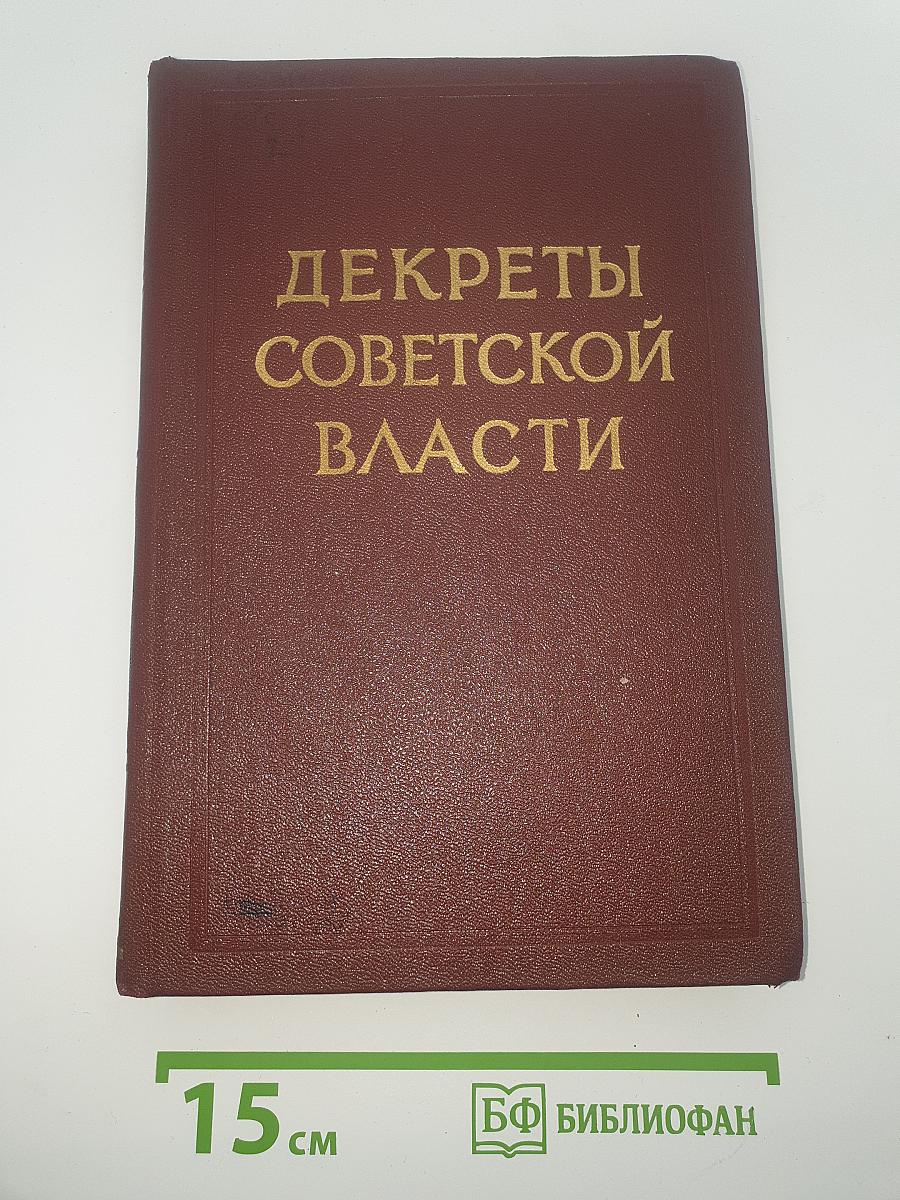 ДЕКРЕТЫ
СОВЕТСКОЙ
ВЛАСТИ
15 см
БФ БИБЛИОФАН